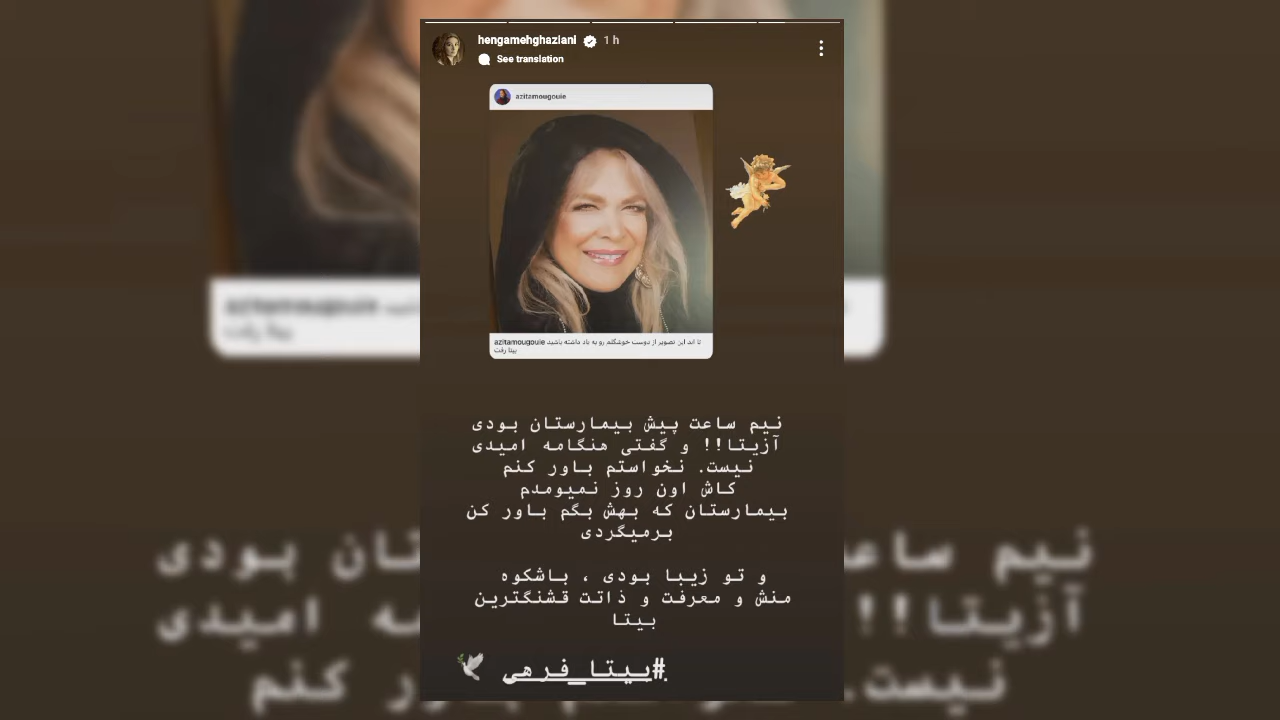 hengamehghaziani 1 h
See translation
azitamougouie
azitamougouie تا ابد این تصویر از دوست خوشگلم رو به یاد داشته باشید
بیتا رفت
نیم ساعت پیش بیمارستان بودی
آزیتا!! و گفتی هنگامه امیدی
نیست. نخواستم باور کنم
کاش اون روز نمیومدم
بیمارستان که بهش بگم باور کن
برمیگردی
و تو زیبا بودی ، باشکوه
منش و معرفت و ذاتت قشنگترین
بیتا
#بیتا_فرهی